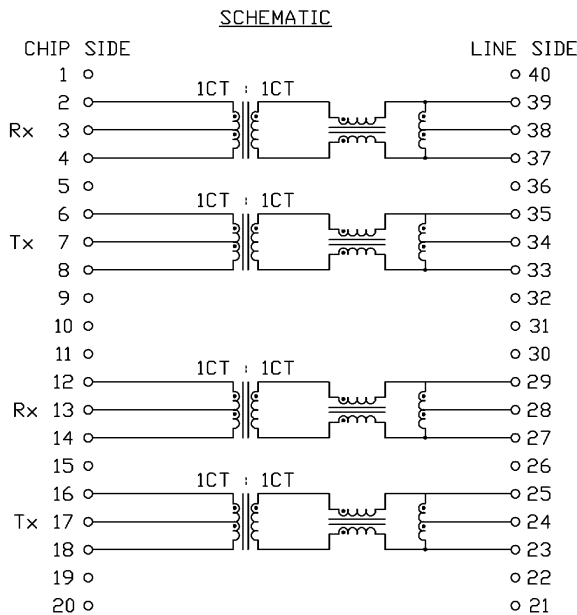 SCHEMATIC
CHIP SIDE LINE SIDE
1 40
1CT : 1CT
2 39
Rx 3 38
4 37
5 36
1CT : 1CT
6 35
Tx 7 34
8 33
9 32
10 31
11 30
1CT : 1CT
12 29
Rx 13 28
14 27
15 26
1CT : 1CT
16 25
Tx 17 24
18 23
19 22
20 21